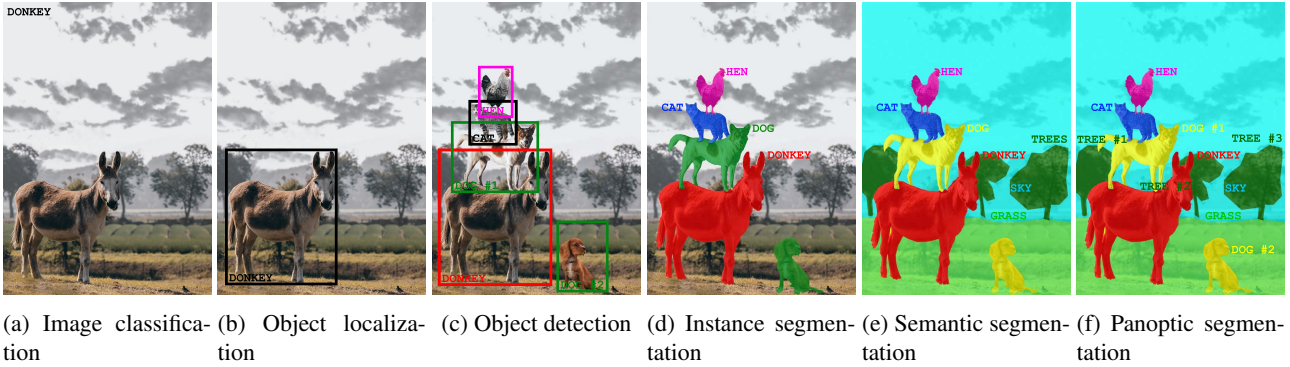 DONKEY
DONKEY
HEN
CAT
DOG #1
DONKEY
DOG #2
HEN
CAT
DOG
DONKEY
HEN
CAT
DOG
TREES
DONKEY
SKY
GRASS
HEN
CAT
DOG #1
TREE #1
TREE #3
DONKEY
TREE #2
SKY
GRASS
DOG #2
(a) Image classifica-
tion
(b) Object localiza-
tion
(c) Object detection
(d) Instance segmen-
tation
(e) Semantic segmen-
tation
(f) Panoptic segmen-
tation